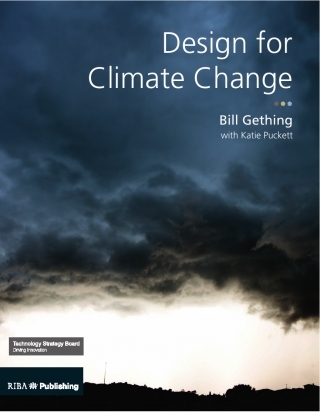 Design for
Climate Change
Bill Gething
with Katie Puckett
Technology Strategy Board
Driving Innovation
RIBA Publishing